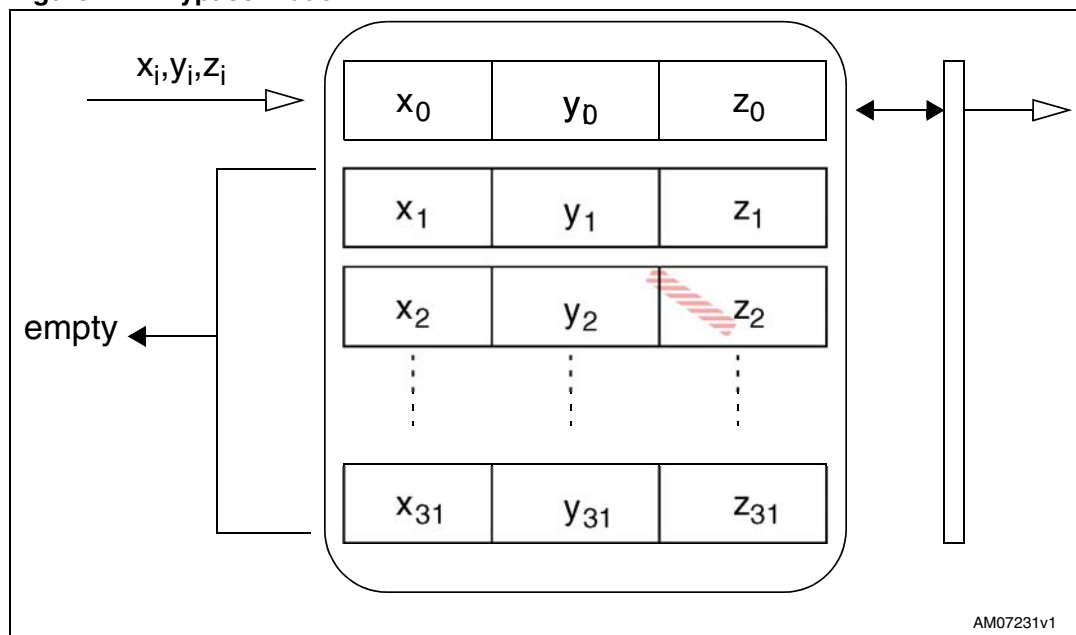 xi,yi,zi
x0 y0 z0
x1 y1 z1
x2 y2 z2
empty
x31 y31 z31
AM07231v1